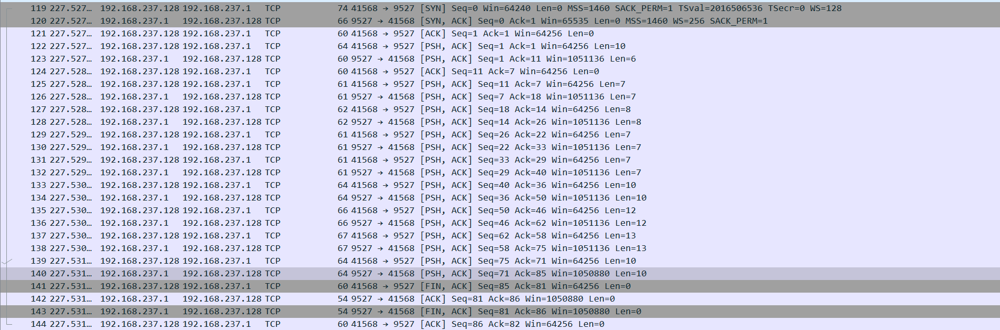 119 227.527… 192.168.237.128 192.168.237.1 TCP 74 41568 → 9527 [SYN] Seq=0 Win=64240 Len=0 MSS=1460 SACK_PERM=1 TSval=2016506536 TSecr=0 WS=128
120 227.527… 192.168.237.1 192.168.237.128 TCP 66 9527 → 41568 [SYN, ACK] Seq=0 Ack=1 Win=65535 Len=0 MSS=1460 WS=256 SACK_PERM=1
121 227.527… 192.168.237.128 192.168.237.1 TCP 60 41568 → 9527 [ACK] Seq=1 Ack=1 Win=64256 Len=0
122 227.527… 192.168.237.128 192.168.237.1 TCP 64 41568 → 9527 [PSH, ACK] Seq=1 Ack=1 Win=64256 Len=10
123 227.527… 192.168.237.1 192.168.237.128 TCP 60 9527 → 41568 [PSH, ACK] Seq=1 Ack=11 Win=1051136 Len=6
124 227.528… 192.168.237.128 192.168.237.1 TCP 60 41568 → 9527 [ACK] Seq=11 Ack=7 Win=64256 Len=0
125 227.528… 192.168.237.128 192.168.237.1 TCP 61 41568 → 9527 [PSH, ACK] Seq=11 Ack=7 Win=64256 Len=7
126 227.528… 192.168.237.1 192.168.237.128 TCP 61 9527 → 41568 [PSH, ACK] Seq=7 Ack=18 Win=1051136 Len=7
127 227.528… 192.168.237.128 192.168.237.1 TCP 62 41568 → 9527 [PSH, ACK] Seq=18 Ack=14 Win=64256 Len=8
128 227.528… 192.168.237.1 192.168.237.128 TCP 62 9527 → 41568 [PSH, ACK] Seq=14 Ack=26 Win=1051136 Len=8
129 227.529… 192.168.237.128 192.168.237.1 TCP 61 41568 → 9527 [PSH, ACK] Seq=26 Ack=22 Win=64256 Len=7
130 227.529… 192.168.237.1 192.168.237.128 TCP 61 9527 → 41568 [PSH, ACK] Seq=22 Ack=33 Win=1051136 Len=7
131 227.529… 192.168.237.128 192.168.237.1 TCP 61 41568 → 9527 [PSH, ACK] Seq=33 Ack=29 Win=64256 Len=7
132 227.529… 192.168.237.1 192.168.237.128 TCP 61 9527 → 41568 [PSH, ACK] Seq=29 Ack=40 Win=1051136 Len=7
133 227.530… 192.168.237.128 192.168.237.1 TCP 64 41568 → 9527 [PSH, ACK] Seq=40 Ack=36 Win=64256 Len=10
134 227.530… 192.168.237.1 192.168.237.128 TCP 64 9527 → 41568 [PSH, ACK] Seq=36 Ack=50 Win=1051136 Len=10
135 227.530… 192.168.237.128 192.168.237.1 TCP 66 41568 → 9527 [PSH, ACK] Seq=50 Ack=46 Win=64256 Len=12
136 227.530… 192.168.237.1 192.168.237.128 TCP 66 9527 → 41568 [PSH, ACK] Seq=46 Ack=62 Win=1051136 Len=12
137 227.530… 192.168.237.128 192.168.237.1 TCP 67 41568 → 9527 [PSH, ACK] Seq=62 Ack=58 Win=64256 Len=13
138 227.530… 192.168.237.1 192.168.237.128 TCP 67 9527 → 41568 [PSH, ACK] Seq=58 Ack=75 Win=1051136 Len=13
139 227.531… 192.168.237.128 192.168.237.1 TCP 64 41568 → 9527 [PSH, ACK] Seq=75 Ack=71 Win=64256 Len=10
140 227.531… 192.168.237.1 192.168.237.128 TCP 64 9527 → 41568 [PSH, ACK] Seq=71 Ack=85 Win=1050880 Len=10
141 227.531… 192.168.237.128 192.168.237.1 TCP 60 41568 → 9527 [FIN, ACK] Seq=85 Ack=81 Win=64256 Len=0
142 227.531… 192.168.237.1 192.168.237.128 TCP 54 9527 → 41568 [ACK] Seq=81 Ack=86 Win=1050880 Len=0
143 227.531… 192.168.237.1 192.168.237.128 TCP 54 9527 → 41568 [FIN, ACK] Seq=81 Ack=86 Win=1050880 Len=0
144 227.531… 192.168.237.128 192.168.237.1 TCP 60 41568 → 9527 [ACK] Seq=86 Ack=82 Win=64256 Len=0